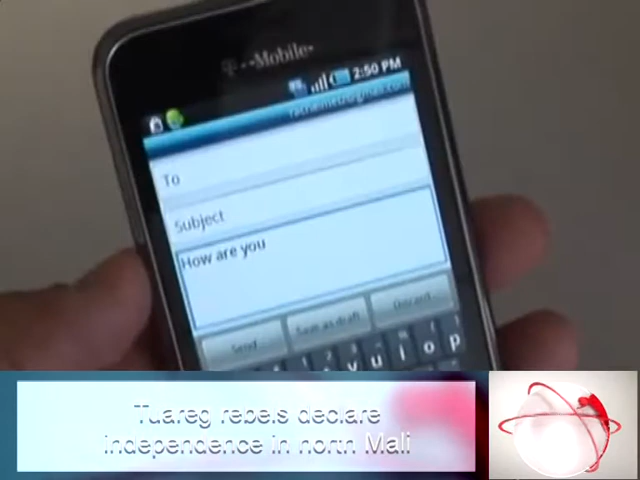 T··Mobile·
2:50 PM
To
Subject
How are you
Send
Save as draft
Discard
v u i o p
Tuareg rebels declare
independence in north Mali